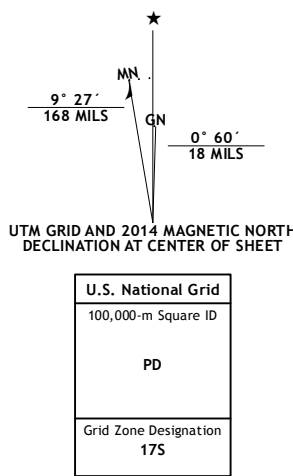 MN
9° 27´
168 MILS
GN
0° 60´
18 MILS
UTM GRID AND 2014 MAGNETIC NORTH
DECLINATION AT CENTER OF SHEET
U.S. National Grid
100,000-m Square ID
PD
Grid Zone Designation
17S